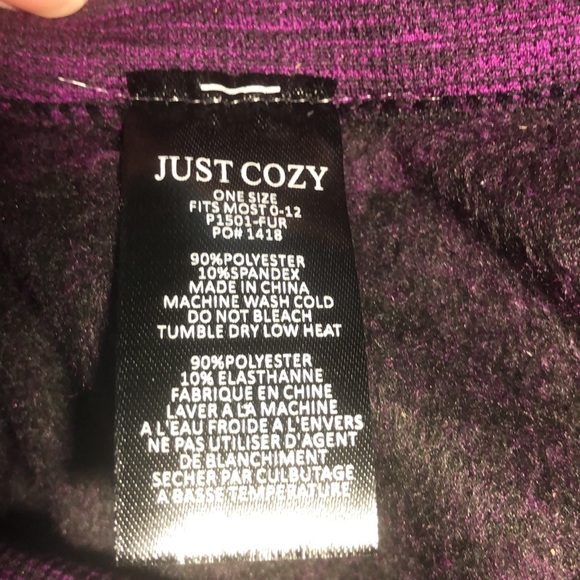 JUST COZY
ONE SIZE
FITS MOST 0-12
P1501-FUR
PO# 1418
90%POLYESTER
10%SPANDEX
MADE IN CHINA
MACHINE WASH COLD
DO NOT BLEACH
TUMBLE DRY LOW HEAT
90%POLYESTER
10% ELASTHANNE
FABRIQUE EN CHINE
LAVER A LA MACHINE
A L'EAU FROIDE A L'ENVERS
NE PAS UTILISER D'AGENT
DE BLANCHIMENT
SECHER PAR CULBUTAGE
A BASSE TEMPERATURE